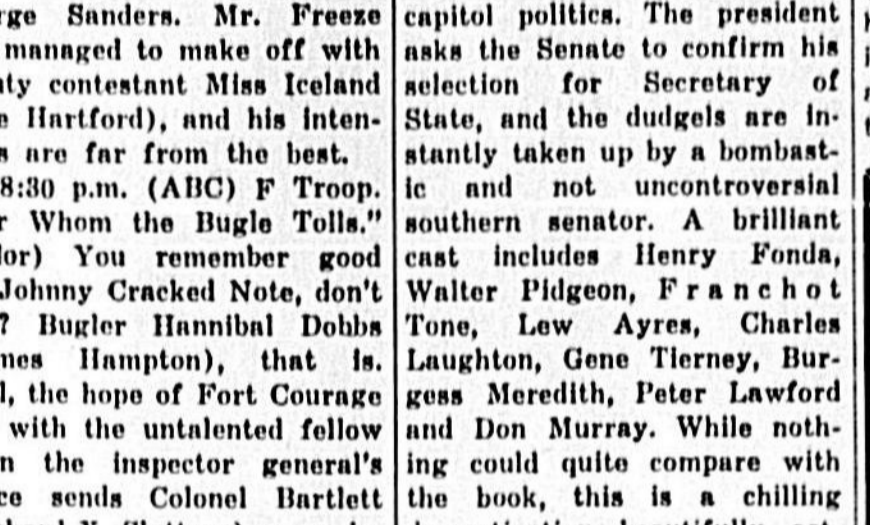 rge Sanders. Mr. Freeze
managed to make off with
nty contestant Miss Iceland
e Hartford), and his inten-
s are far from the best.
8:30 p.m. (ABC) F Troop.
r Whom the Bugle Tolls."
lor) You remember good
Johnny Cracked Note, don't
? Bugler Hannibal Dobbs
mes Hampton), that is.
l, the hope of Fort Courage
with the untalented fellow
n the inspector general's
ce sends Colonel Bartlett
capitol politics. The president
asks the Senate to confirm his
selection for Secretary of
State, and the dudgels are in-
stantly taken up by a bombast-
ic and not uncontroversial
southern senator. A brilliant
cast includes Henry Fonda,
Walter Pidgeon, Franchot
Tone, Lew Ayres, Charles
Laughton, Gene Tierney, Bur-
gess Meredith, Peter Lawford
and Don Murray. While noth-
ing could quite compare with
the book, this is a chilling